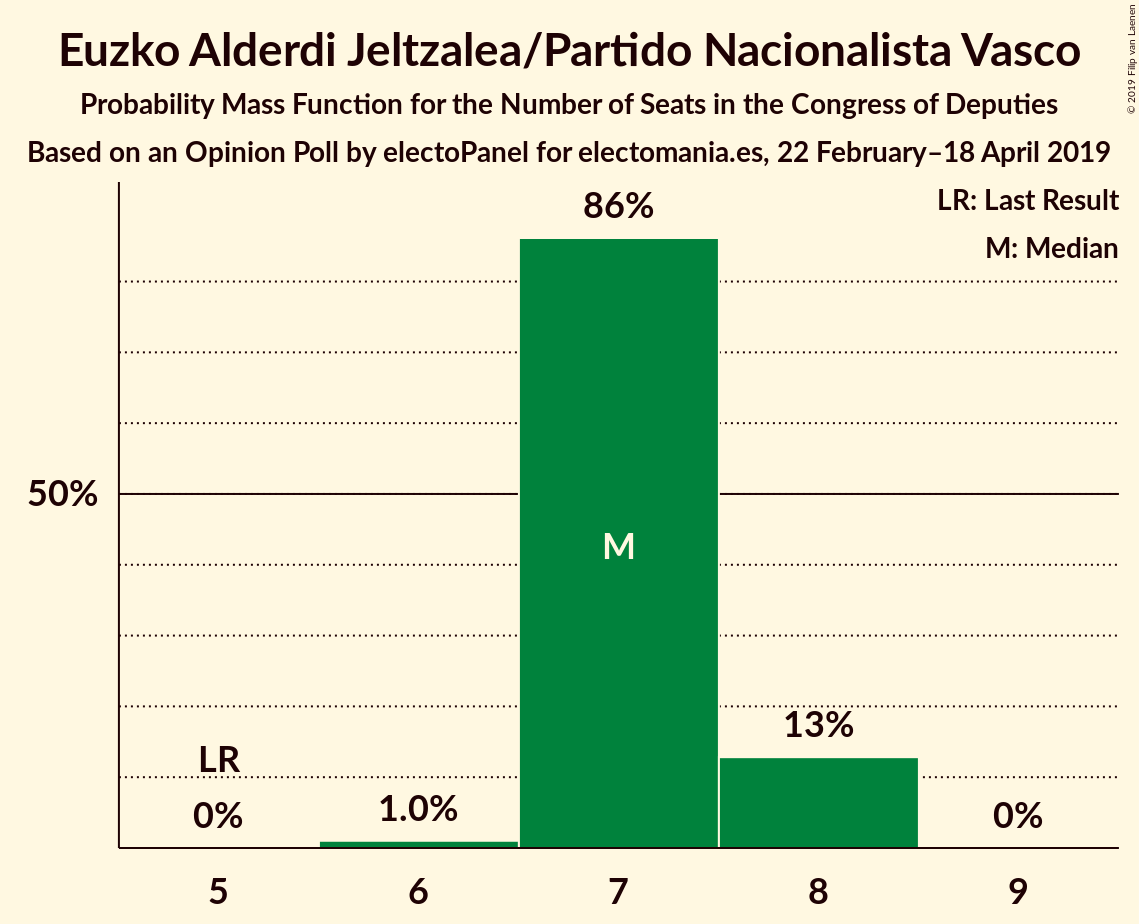 Euzko Alderdi Jeltzalea/Partido Nacionalista Vasco
Probability Mass Function for the Number of Seats in the Congress of Deputies
Based on an Opinion Poll by electoPanel for electomania.es, 22 February–18 April 2019
© 2019 Filip van Laenen
LR: Last Result
M: Median
86%
50%
M
13%
LR
0%
1.0%
0%
5
6
7
8
9